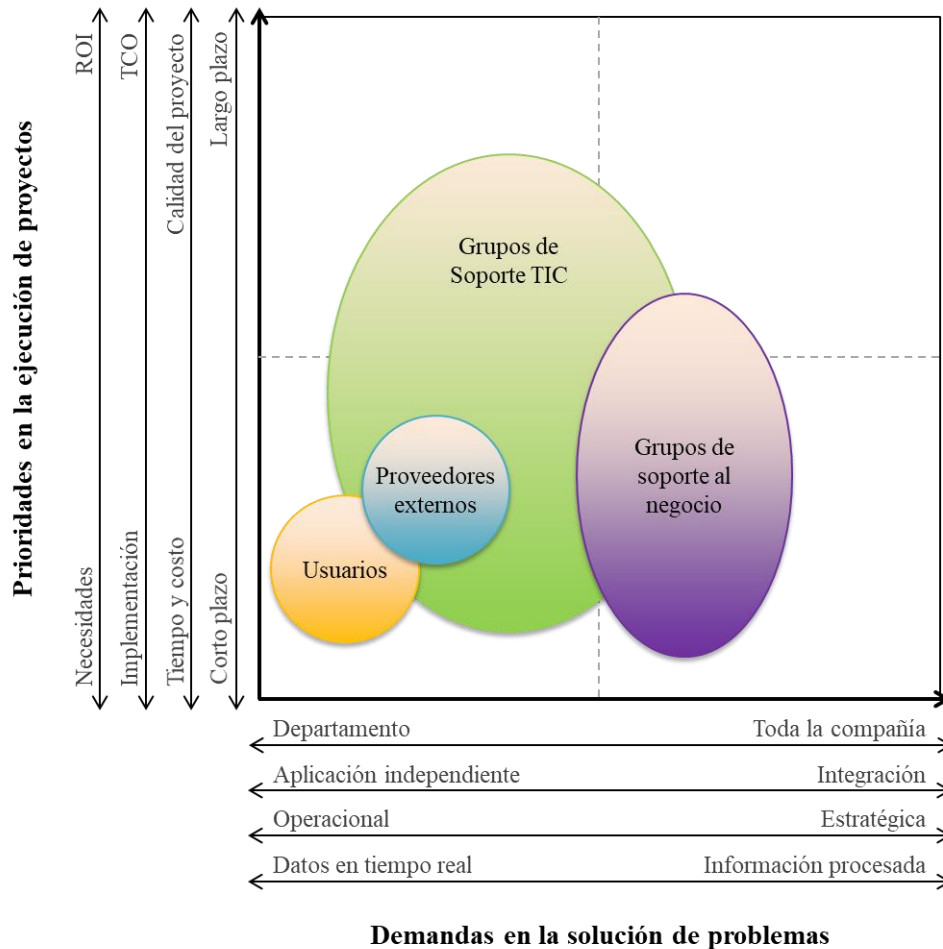 Prioridades en la ejecución de proyectos
ROI
Necesidades
TCO
Implementación
Calidad del proyecto
Tiempo y costo
Largo plazo
Corto plazo
Grupos de
Soporte TIC
Proveedores
externos
Usuarios
Grupos de
soporte al
negocio
Departamento
Toda la compañía
Aplicación independiente
Integración
Operacional
Estratégica
Datos en tiempo real
Información procesada
Demandas en la solución de problemas